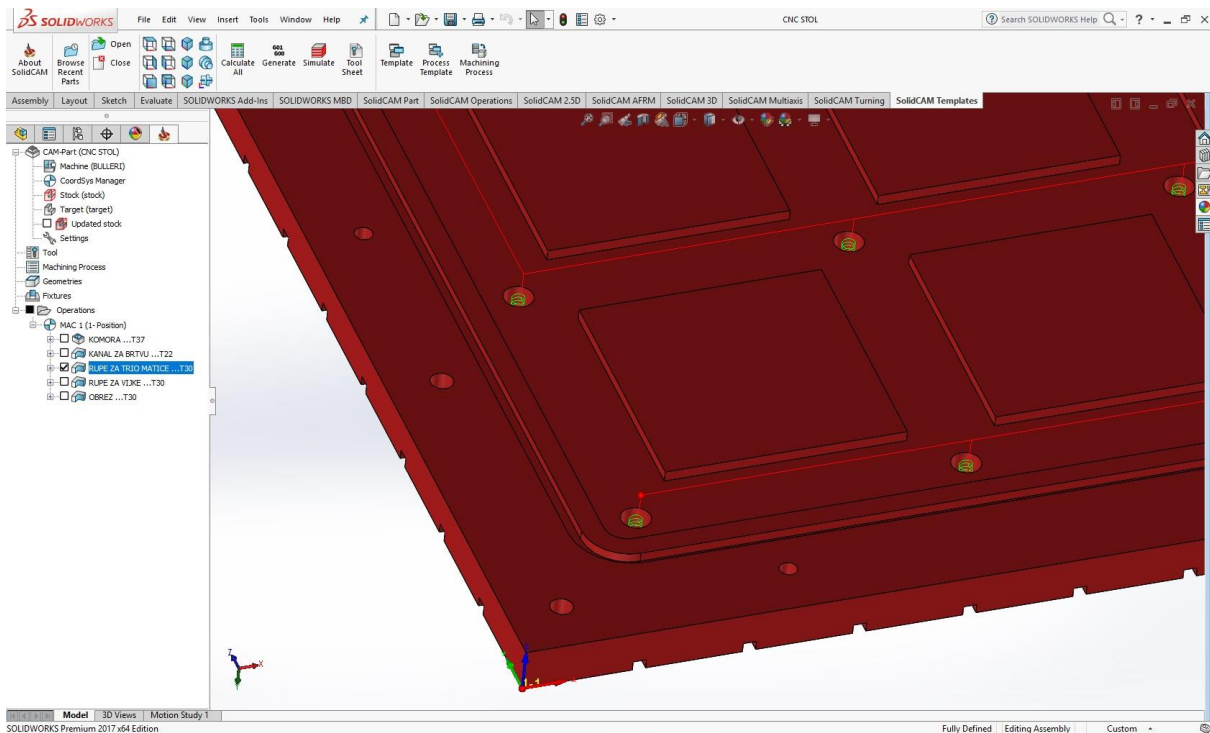 SOLIDWORKS File Edit View Insert Tools Window Help CNC STOL Search SOLIDWORKS Help ?
About SolidCAM
Browse Recent Parts
Open
Close
Calculate All
G01 G00
Generate
Simulate
Tool Sheet
Template
Process Template
Machining Process
Assembly Layout Sketch Evaluate SOLIDWORKS Add-Ins SOLIDWORKS MBD SolidCAM Part SolidCAM Operations SolidCAM 2.5D SolidCAM AFRM SolidCAM 3D SolidCAM Multiaxis SolidCAM Turning SolidCAM Templates
CAM-Part (CNC STOL)
Machine (BULLERI)
CoordSys Manager
Stock (stock)
Target (target)
Updated stock
Settings
Tool
Machining Process
Geometries
Fixtures
Operations
MAC 1 (1- Position)
KOMORA ...T37
KANAL ZA BRTVU ...T22
RUPE ZA TRIO MATICE ...T30
RUPE ZA VIJKE ...T30
OBREZ ...T30
Z X
Model 3D Views Motion Study 1
SOLIDWORKS Premium 2017 x64 Edition Fully Defined Editing Assembly Custom